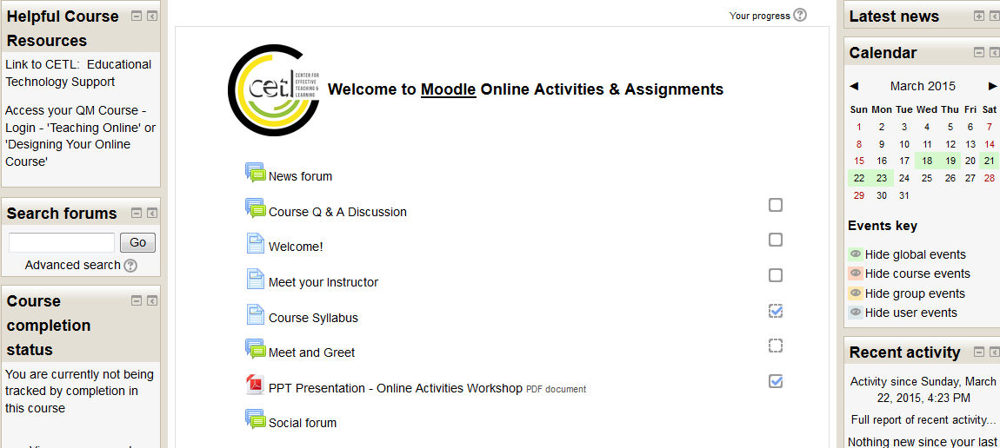 Helpful Course
Resources
Link to CETL:  Educational
Technology Support
Access your QM Course -
Login - 'Teaching Online' or
'Designing Your Online
Course'
Search forums
Go
Advanced search
Course
completion
status
You are currently not being
tracked by completion in
this course
Your progress
cetl
CENTER FOR
EFFECTIVE
TEACHING &
LEARNING
Welcome to Moodle Online Activities & Assignments
News forum
Course Q & A Discussion
Welcome!
Meet your Instructor
Course Syllabus
Meet and Greet
PPT Presentation - Online Activities Workshop PDF document
Social forum
Latest news
Calendar
◀ March 2015 ▶
Sun Mon Tue Wed Thu Fri Sat
1 2 3 4 5 6 7
8 9 10 11 12 13 14
15 16 17 18 19 20 21
22 23 24 25 26 27 28
29 30 31
Events key
Hide global events
Hide course events
Hide group events
Hide user events
Recent activity
Activity since Sunday, March
22, 2015, 4:23 PM
Full report of recent activity...
Nothing new since your last